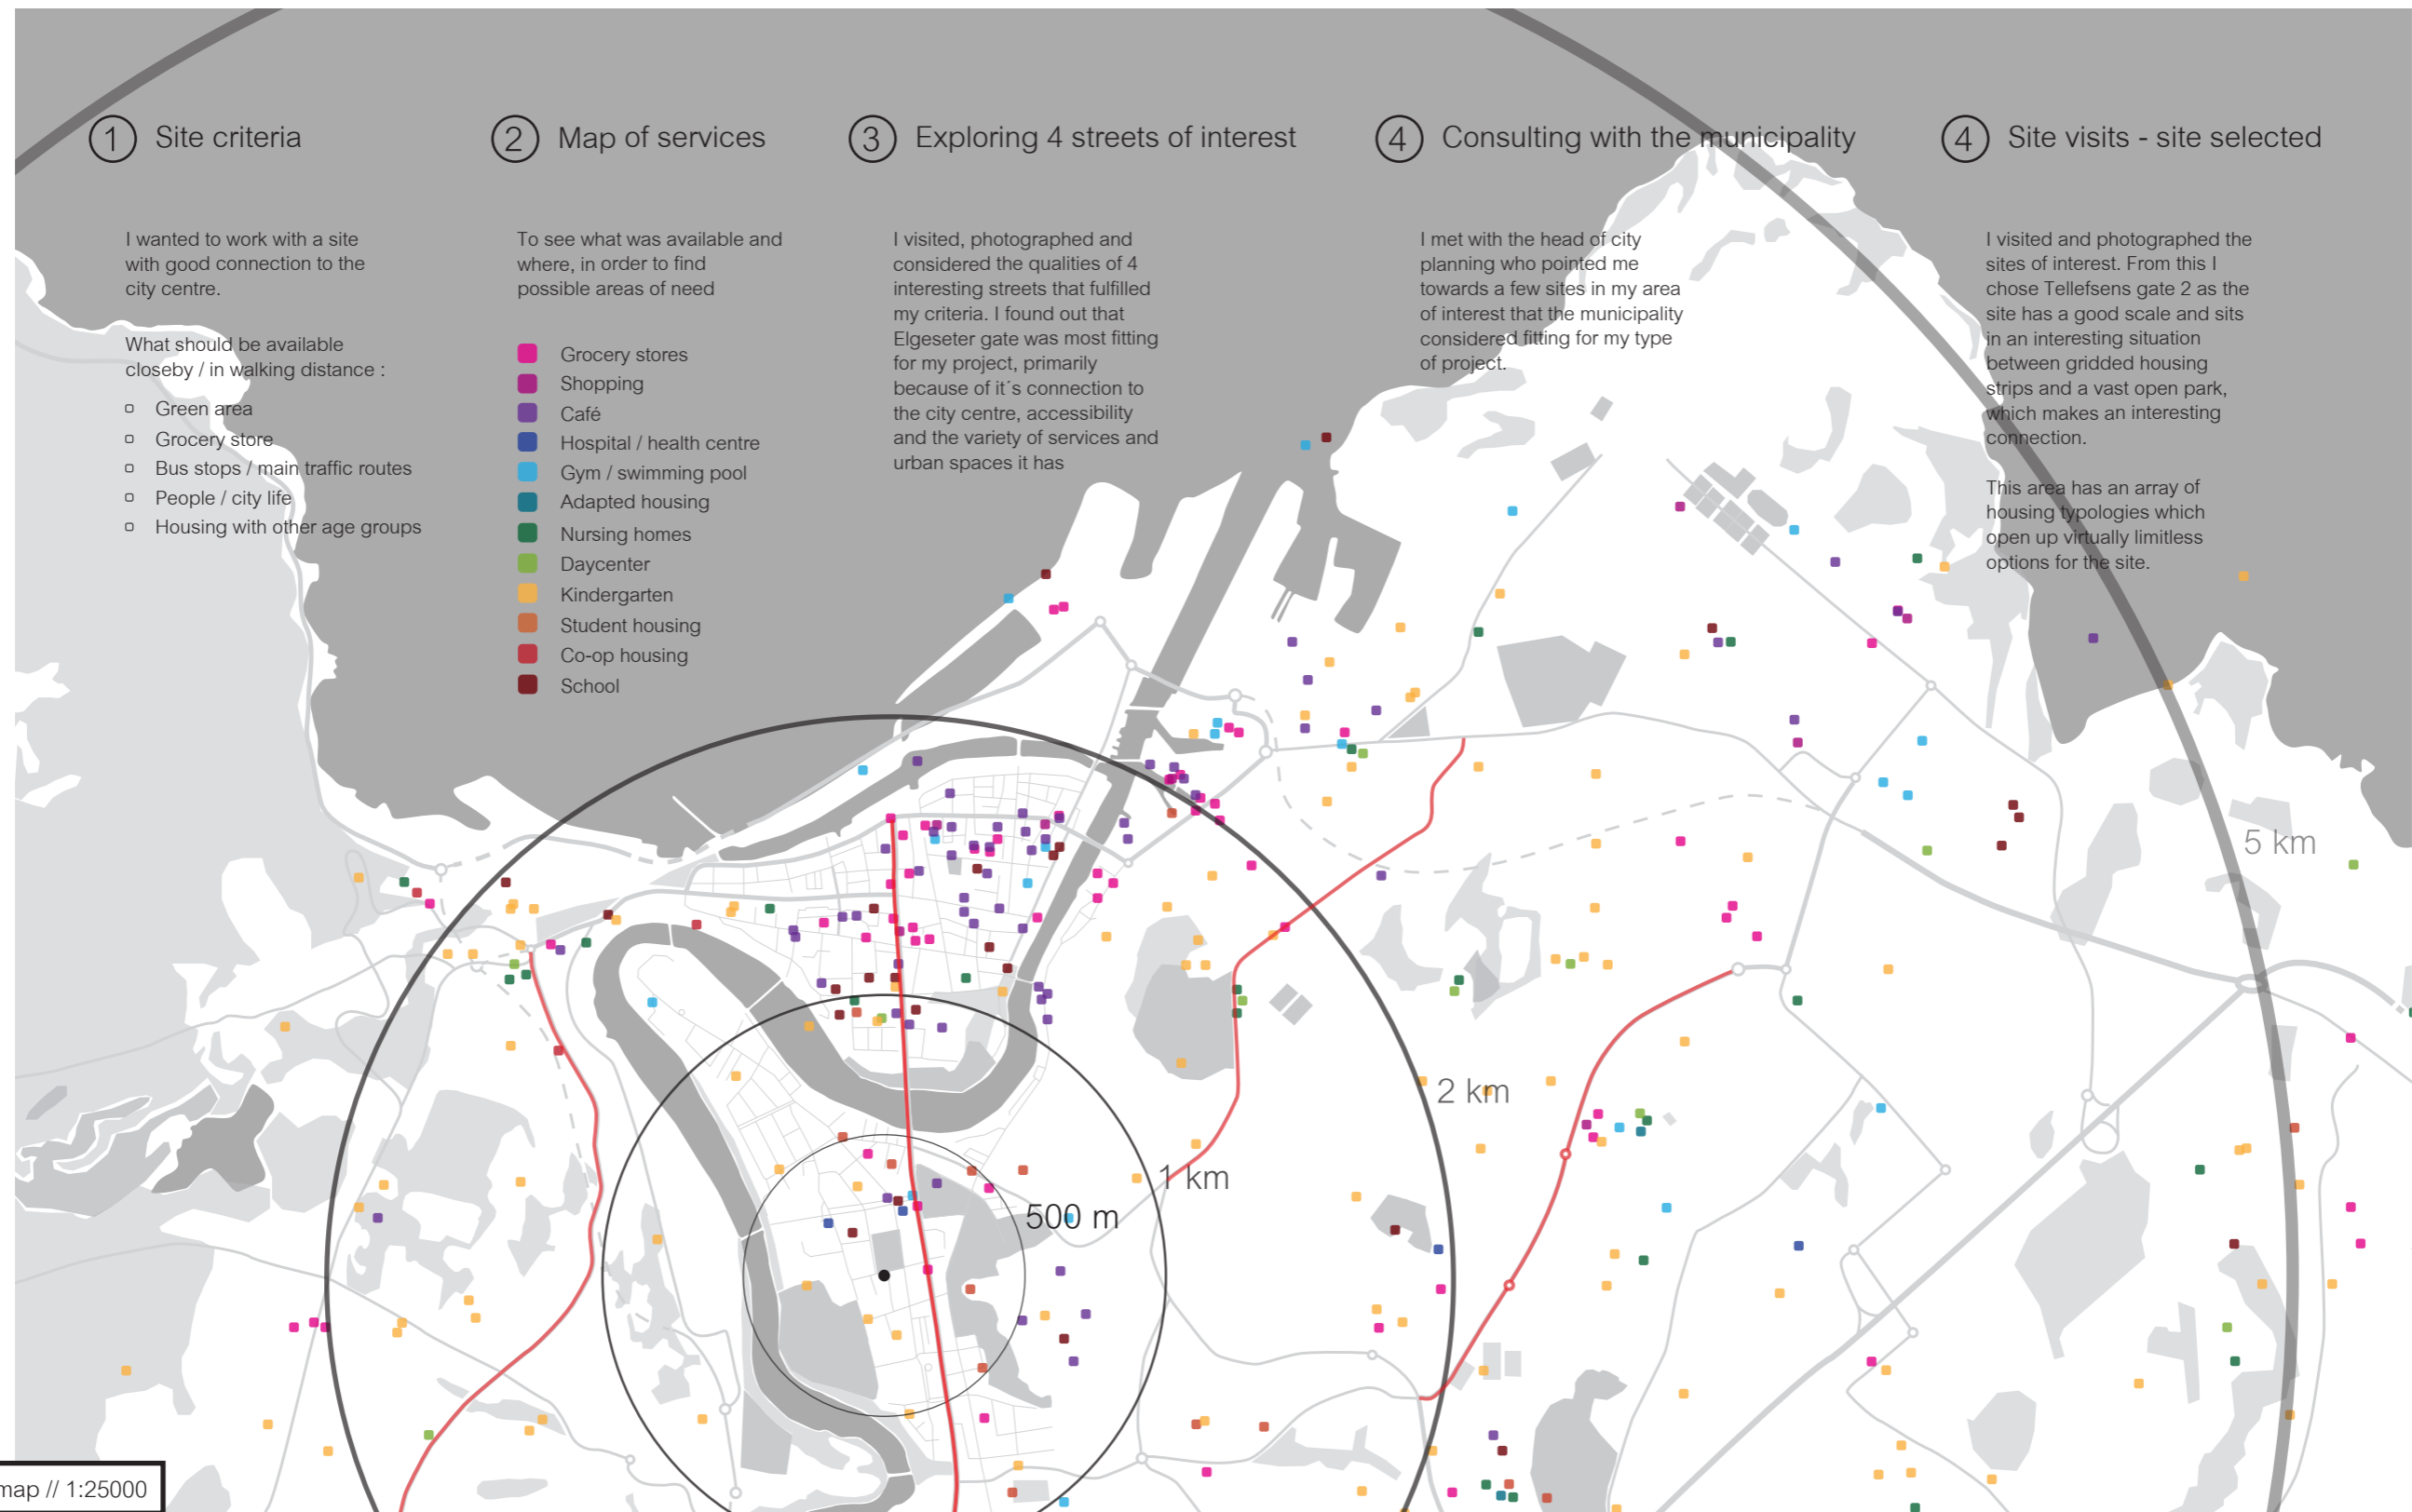 1 Site criteria
I wanted to work with a site
with good connection to the
city centre.
What should be available
closeby / in walking distance :
Green area
Grocery store
Bus stops / main traffic routes
People / city life
Housing with other age groups
2 Map of services
To see what was available and
where, in order to find
possible areas of need
Grocery stores
Shopping
Café
Hospital / health centre
Gym / swimming pool
Adapted housing
Nursing homes
Daycenter
Kindergarten
Student housing
Co-op housing
School
3 Exploring 4 streets of interest
I visited, photographed and
considered the qualities of 4
interesting streets that fulfilled
my criteria. I found out that
Elgeseter gate was most fitting
for my project, primarily
because of it´s connection to
the city centre, accessibility
and the variety of services and
urban spaces it has
4 Consulting with the municipality
I met with the head of city
planning who pointed me
towards a few sites in my area
of interest that the municipality
considered fitting for my type
of project.
4 Site visits - site selected
I visited and photographed the
sites of interest. From this I
chose Tellefsens gate 2 as the
site has a good scale and sits
in an interesting situation
between gridded housing
strips and a vast open park,
which makes an interesting
connection.
This area has an array of
housing typologies which
open up virtually limitless
options for the site.
5 km
2 km
1 km
500 m
map // 1:25000